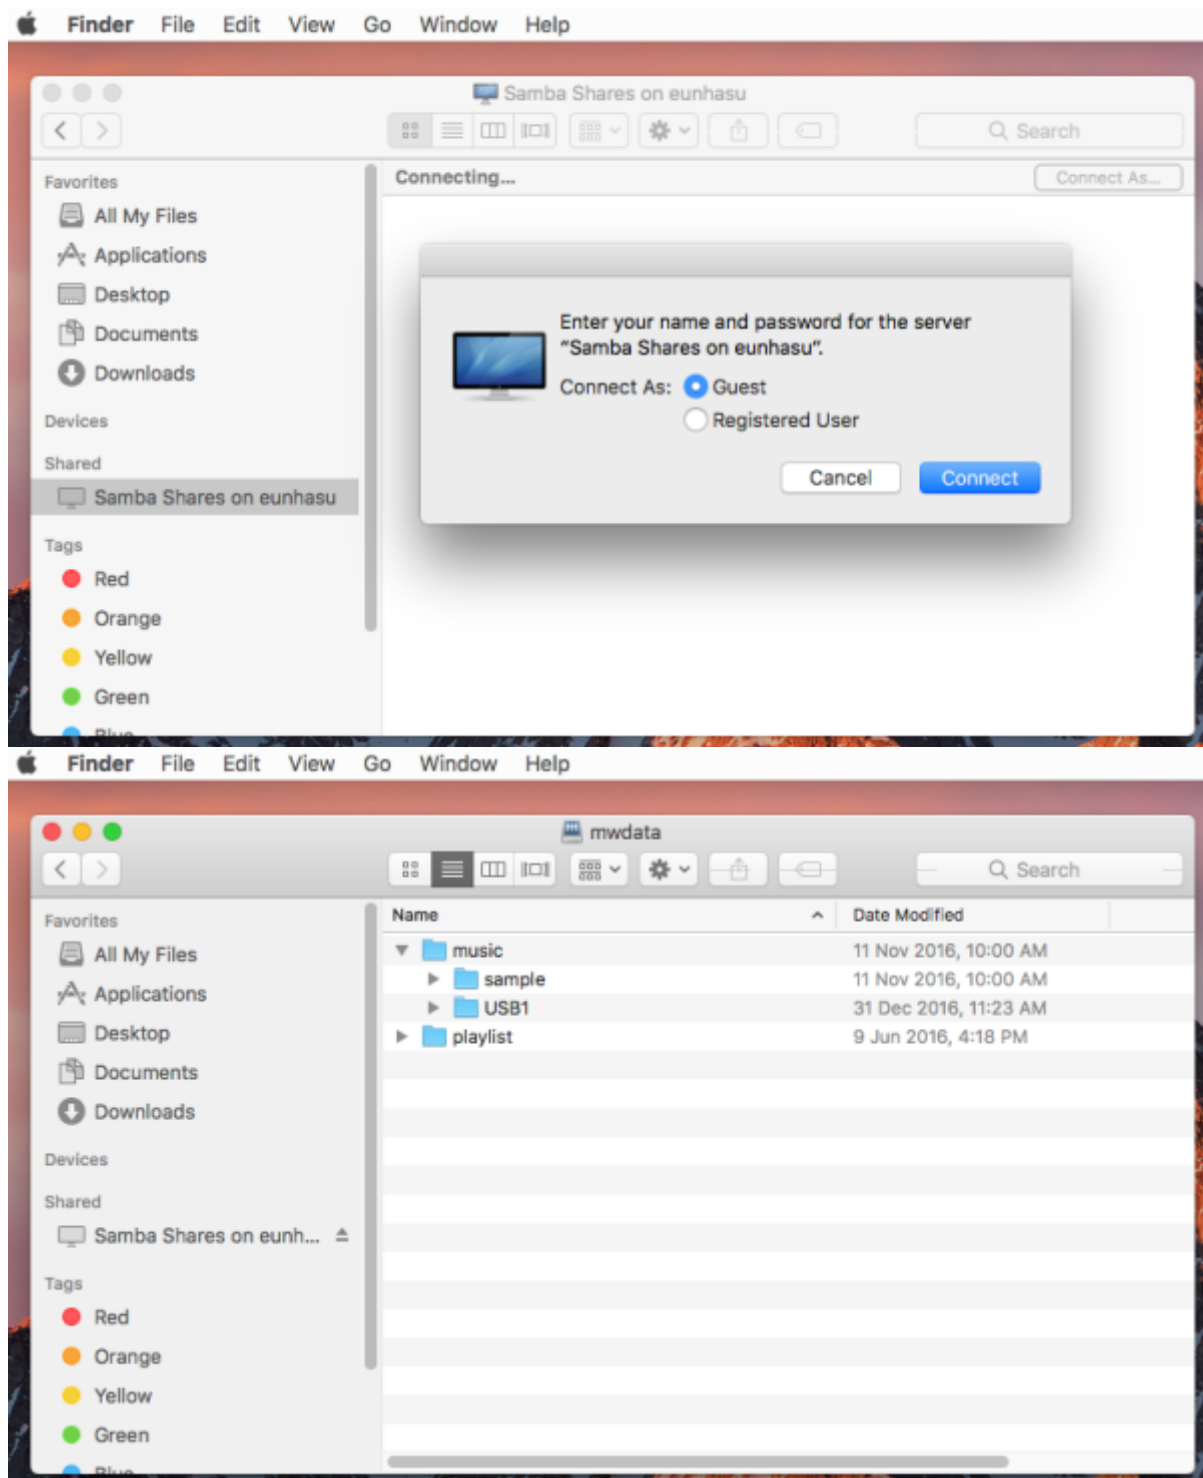 Finder File Edit View Go Window Help
Samba Shares on eunhasu
Search
Favorites
All My Files
Applications
Desktop
Documents
Downloads
Devices
Shared
Samba Shares on eunhasu
Tags
Red
Orange
Yellow
Green
Blue
Connecting...
Connect As...
Enter your name and password for the server
“Samba Shares on eunhasu”.
Connect As: Guest
Registered User
Cancel Connect
Finder File Edit View Go Window Help
mwdata
Search
Favorites
All My Files
Applications
Desktop
Documents
Downloads
Devices
Shared
Samba Shares on eunh...
Tags
Red
Orange
Yellow
Green
Blue
Name Date Modified
music 11 Nov 2016, 10:00 AM
sample 11 Nov 2016, 10:00 AM
USB1 31 Dec 2016, 11:23 AM
playlist 9 Jun 2016, 4:18 PM